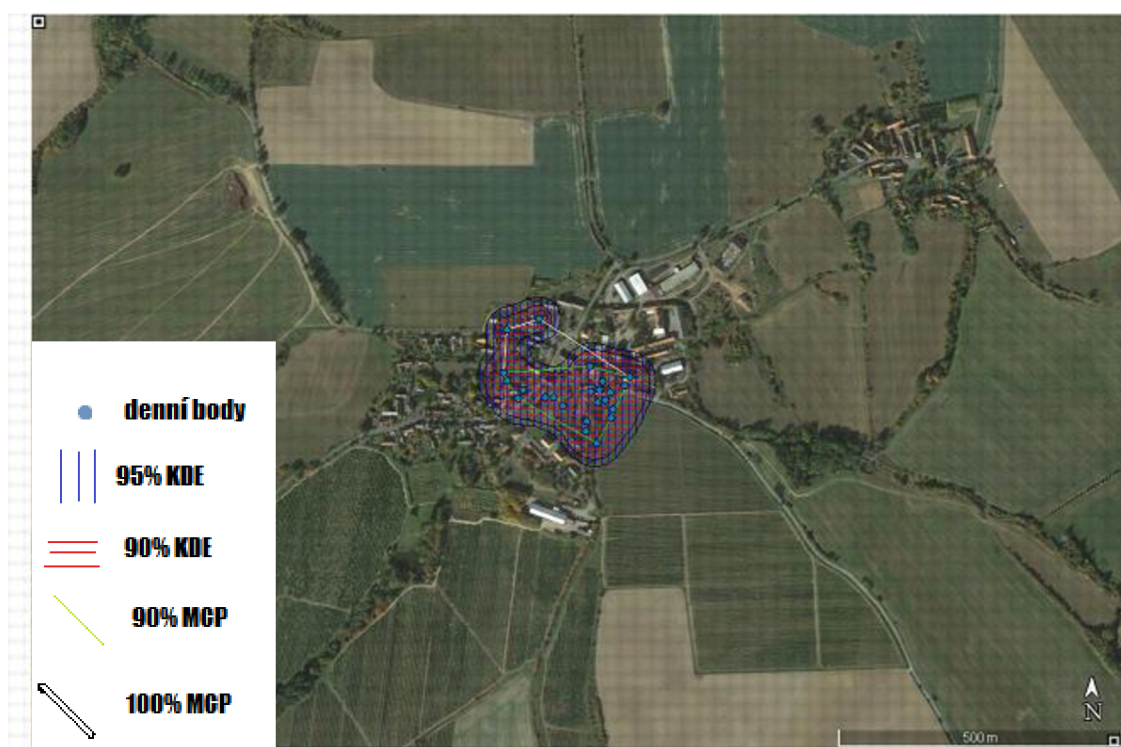 denní body
95% KDE
90% KDE
90% MCP
100% MCP
N
500 m